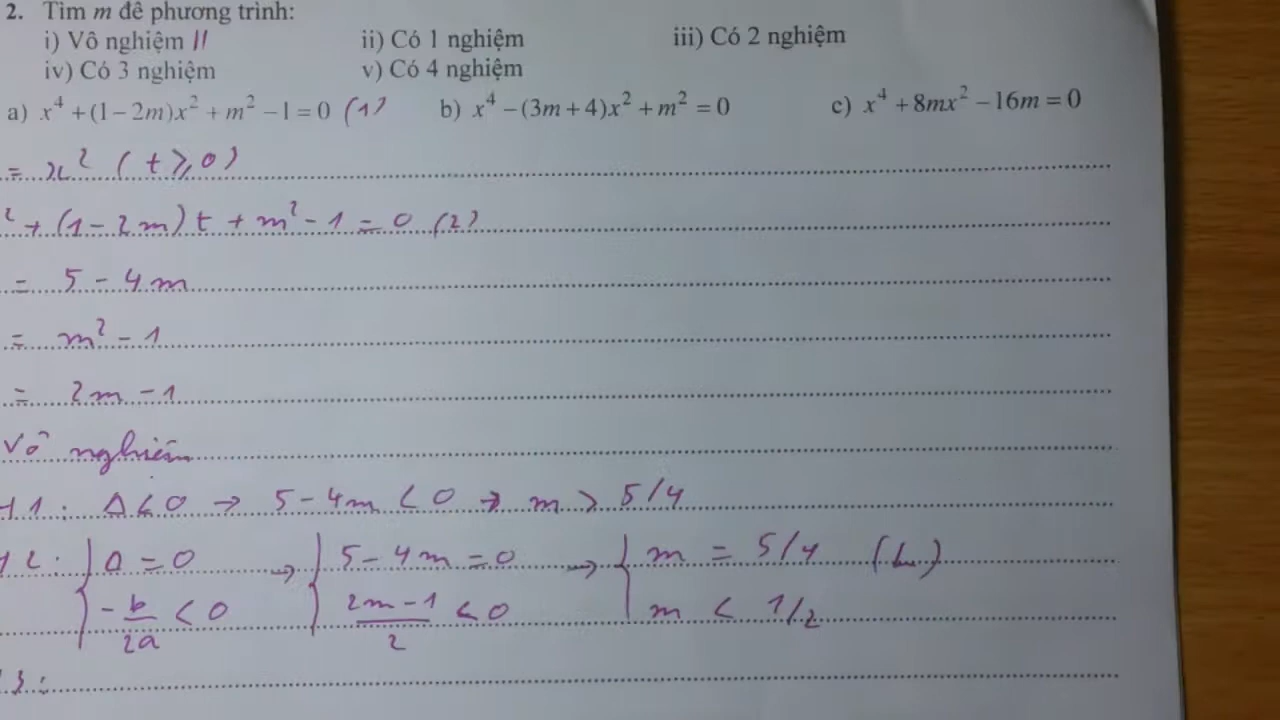 2. Tìm m để phương trình:
i) Vô nghiệm // ii) Có 1 nghiệm iii) Có 2 nghiệm
iv) Có 3 nghiệm v) Có 4 nghiệm
a) x⁴ + (1 − 2m)x² + m² − 1 = 0 (1) b) x⁴ − (3m + 4)x² + m² = 0 c) x⁴ + 8mx² − 16m = 0
= x² (t ⩾ 0)
² + (1 − 2m)t + m² − 1 = 0 (2)
= 5 − 4m
= m² − 1
= 2m − 1
Vô nghiệm
1 : Δ < 0 → 5 − 4m < 0 → m > 5/4
2 : { Δ = 0 → { 5 − 4m = 0 → { m = 5/4 (L)
−b/2a < 0 (2m − 1)/2 < 0 m < 1/2
3 :